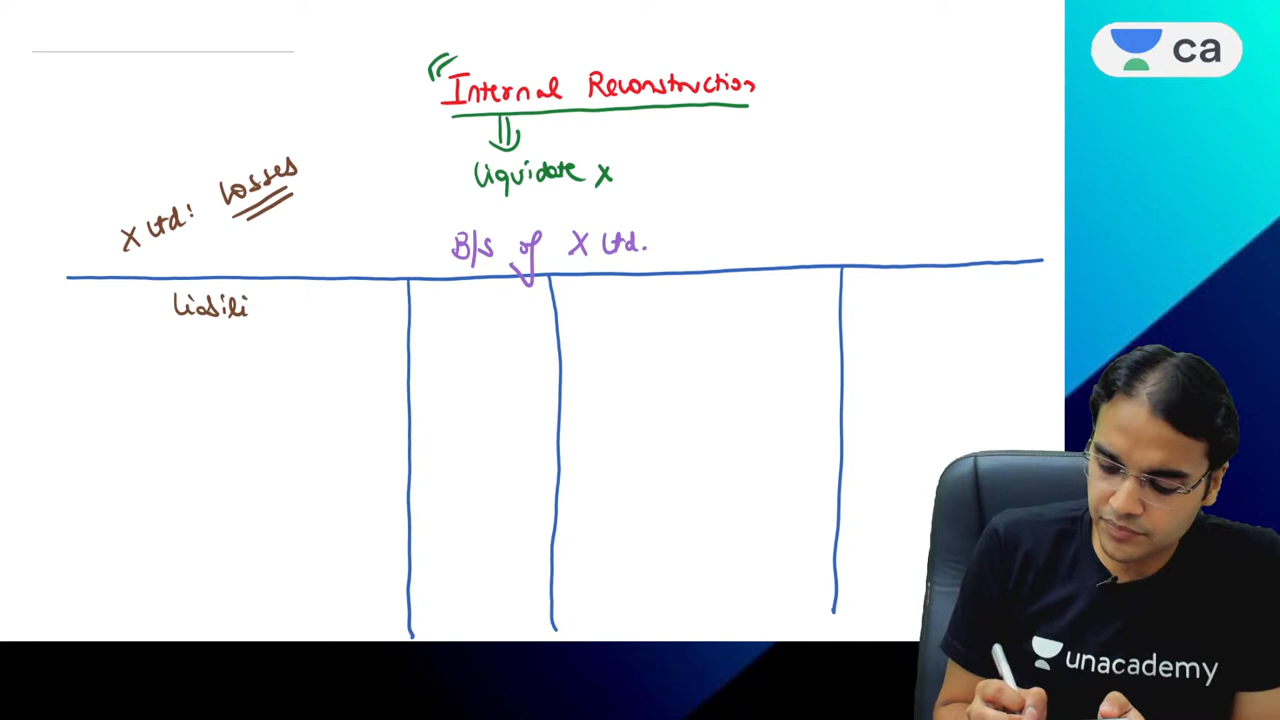 ca
Internal Reconstruction
Liquidate x
X Ltd: Losses
B/S of X Ltd.
Liabili
unacademy